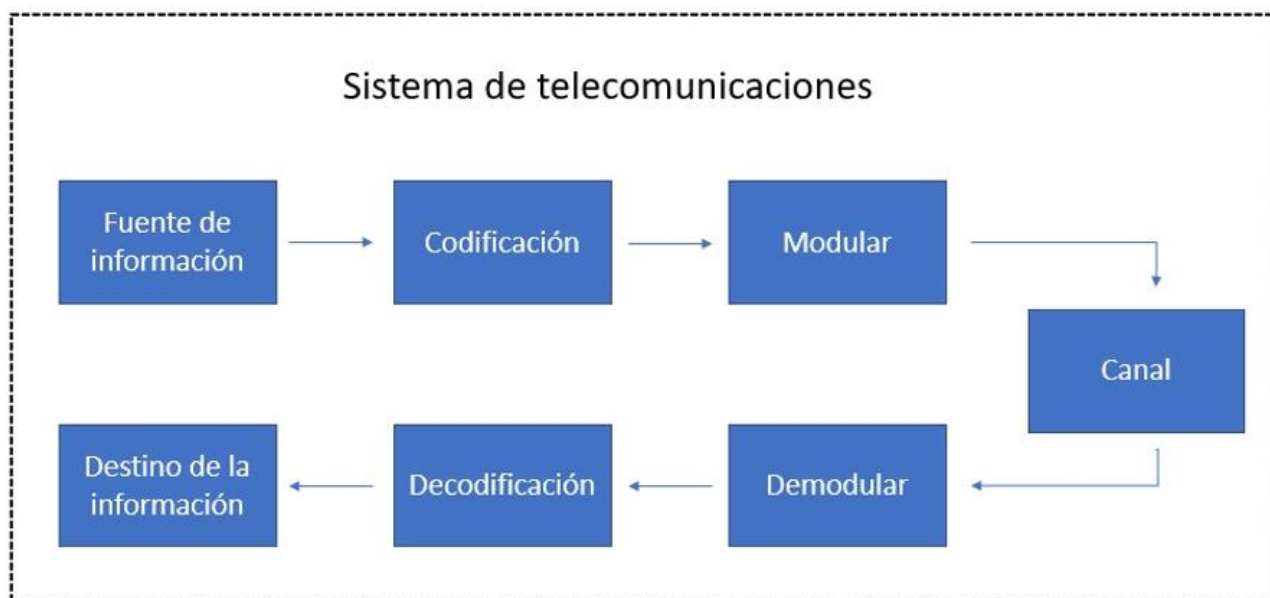 Sistema de telecomunicaciones
Fuente de
información
Codificación
Modular
Canal
Destino de la
información
Decodificación
Demodular